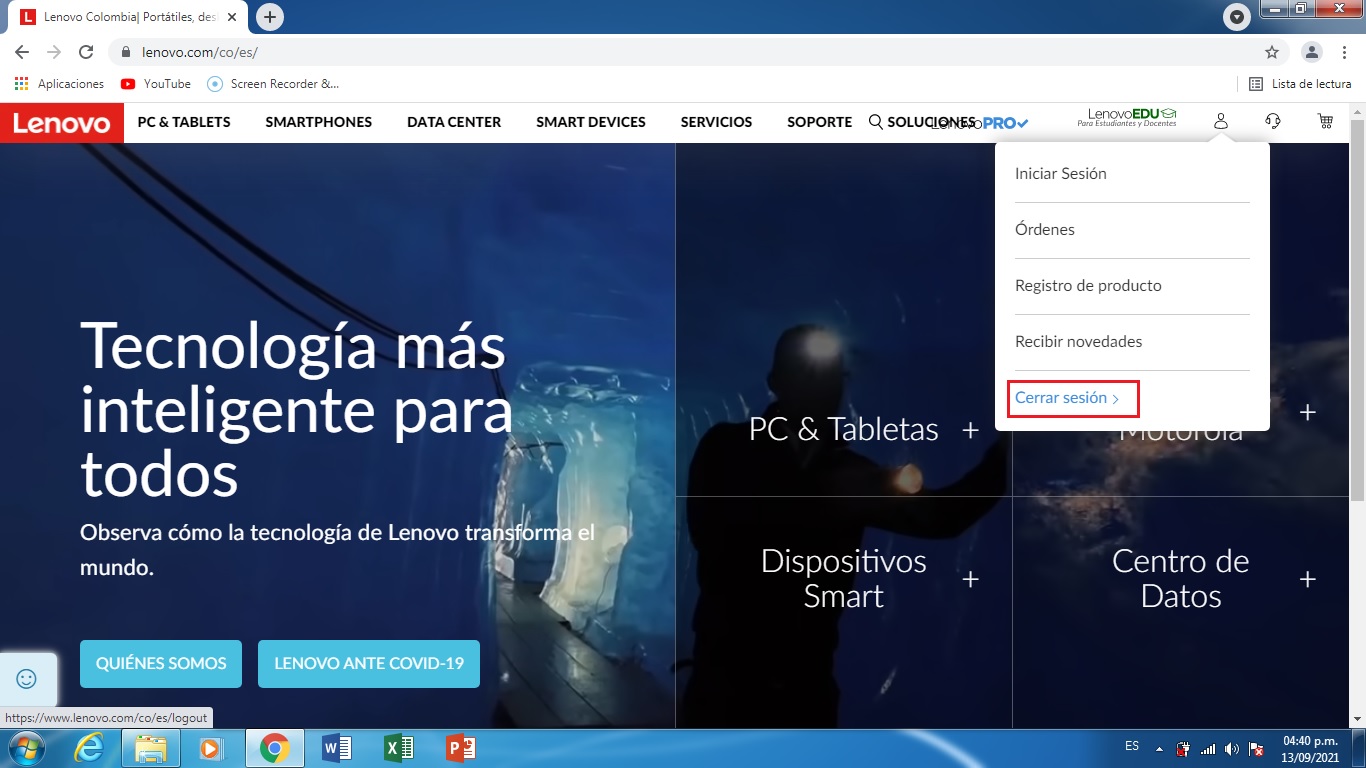 Lenovo Colombia| Portátiles, des
lenovo.com/co/es/
Aplicaciones YouTube Screen Recorder &... Lista de lectura
Lenovo PC & TABLETS SMARTPHONES DATA CENTER SMART DEVICES SERVICIOS SOPORTE SOLUCIONES LenovoPRO LenovoEDU
Para Estudiantes y Docentes
Iniciar Sesión
Órdenes
Registro de producto
Recibir novedades
Cerrar sesión >
Tecnología más
inteligente para
todos
Observa cómo la tecnología de Lenovo transforma el
mundo.
QUIÉNES SOMOS LENOVO ANTE COVID-19
PC & Tabletas +
Motorola +
Dispositivos
Smart +
Centro de
Datos +
https://www.lenovo.com/co/es/logout
ES 04:40 p.m.
13/09/2021